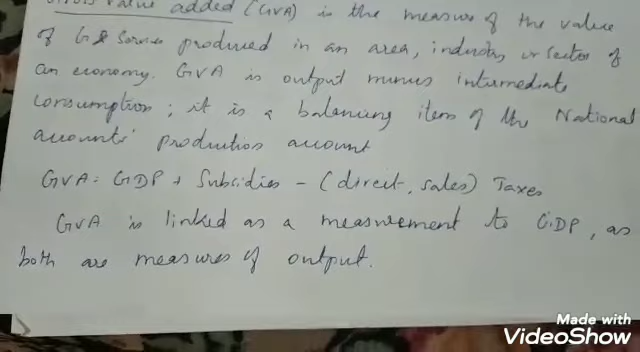 Gross Value added (GVA) is the measure of the value
of G & Services produced in an area, industry or sector of
an economy. GVA is output minus intermediate
consumption; it is a balancing item of the National
accounts' production account
GVA = GDP + Subsidies - (direct, sales) Taxes
GVA is linked as a measurement to GDP, as
both are measures of output.
Made with
VideoShow